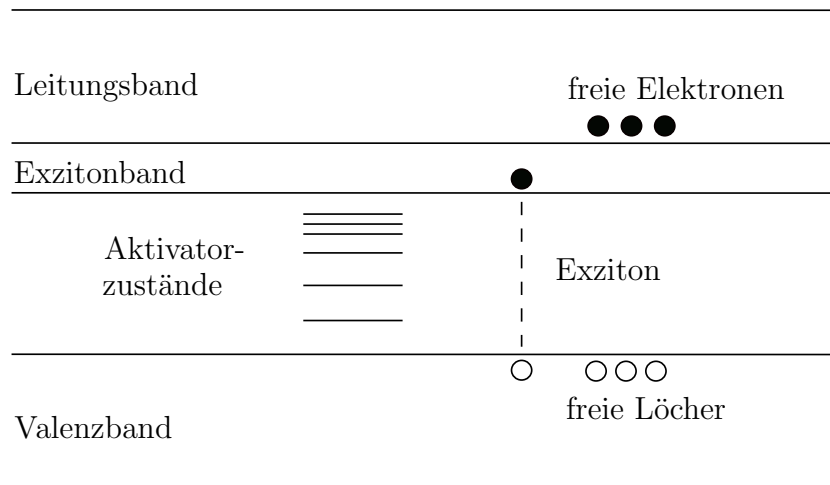 Leitungsband
freie Elektronen
Exzitonband
Aktivator-
zustände
Exziton
freie Löcher
Valenzband